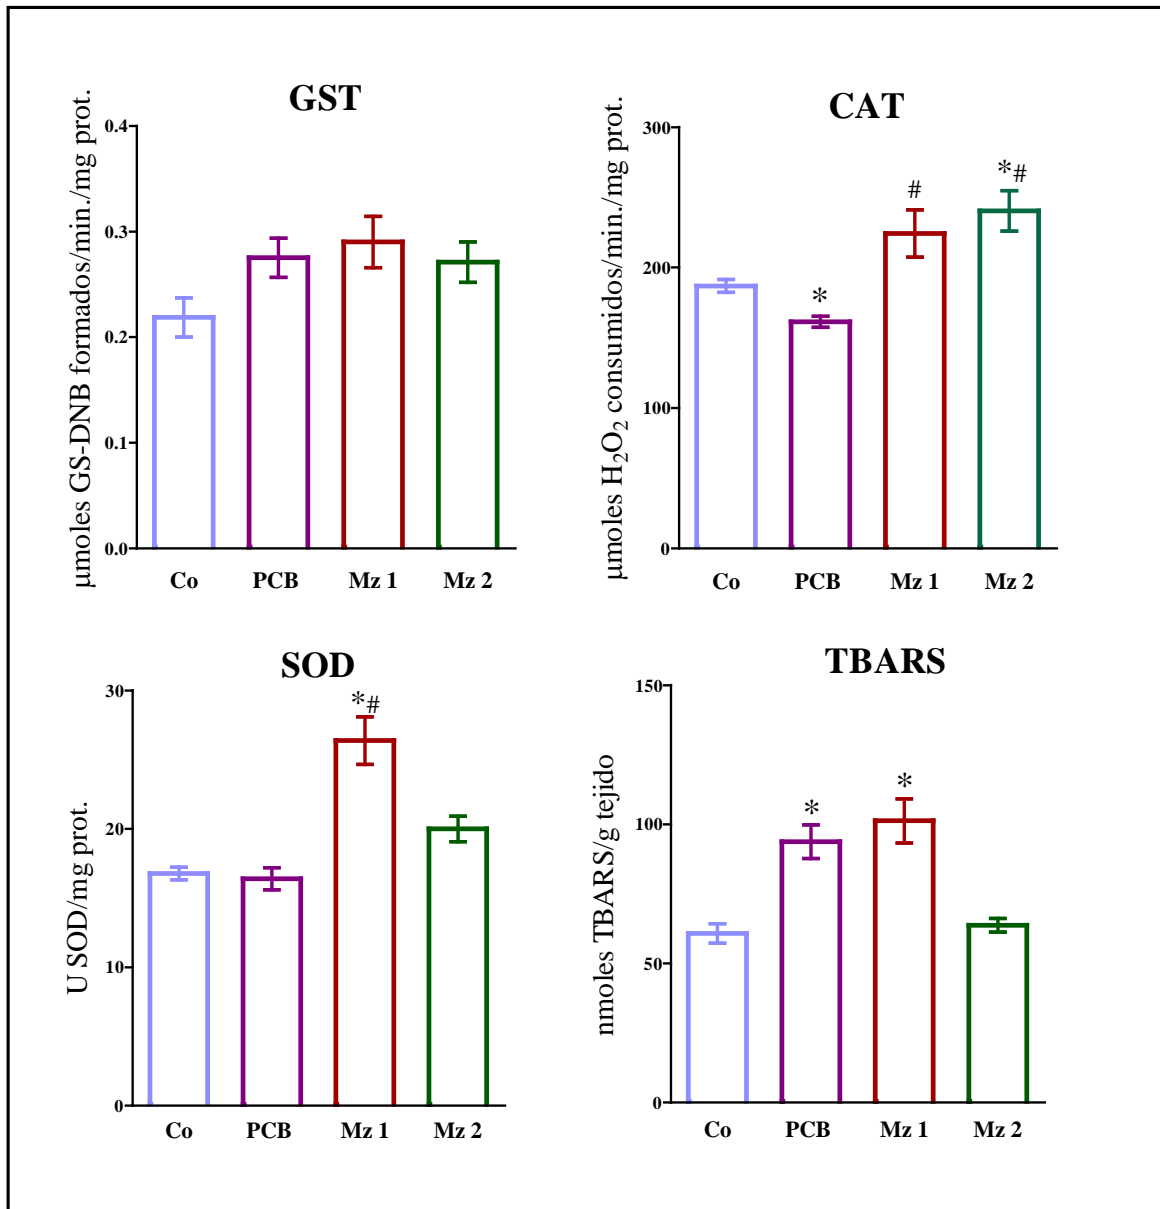 GST
μmoles GS-DNB formados/min./mg prot.
0.4
0.3
0.2
0.1
0.0
Co PCB Mz 1 Mz 2
CAT
μmoles H₂O₂ consumidos/min./mg prot.
300
200
100
0
*
#
*#
Co PCB Mz 1 Mz 2
SOD
U SOD/mg prot.
30
20
10
0
*#
Co PCB Mz 1 Mz 2
TBARS
nmoles TBARS/g tejido
150
100
50
0
*
*
Co PCB Mz 1 Mz 2